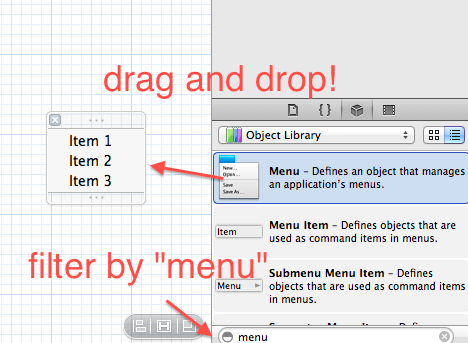 drag and drop!
Item 1
Item 2
Item 3
Object Library
New...
Open...
Save
Save As...
Menu – Defines an object that manages
an application's menus.
Item
Menu Item – Defines objects that are
used as command items in menus.
filter by "menu"
Menu
Submenu Menu Item – Defines
objects that are used as command items
in menus.
menu